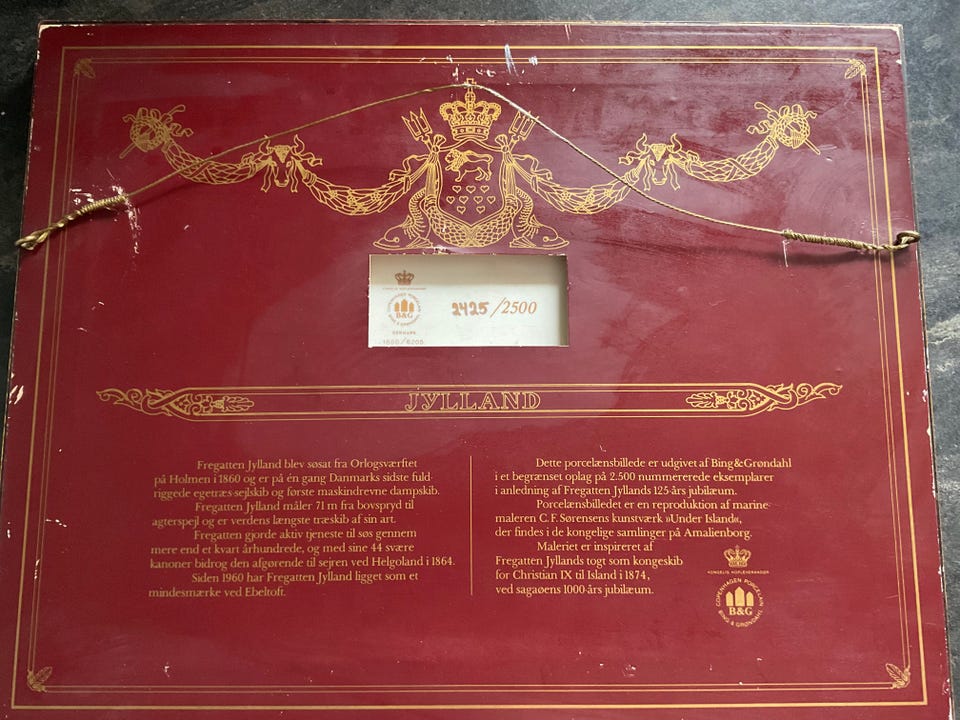 KONGELIG HOFLEVERANDØR
COPENHAGEN PORCELAIN
B&G
BING & GRØNDAHL
DENMARK
2425/2500
JYLLAND
Fregatten Jylland blev søsat fra Orlogsværftet
på Holmen i 1860 og er på én gang Danmarks sidste fuld-
riggede egetræs-sejlskib og første maskindrevne dampskib.
Fregatten Jylland måler 71 m fra bovspryd til
agterspejl og er verdens længste træskib af sin art.
Fregatten gjorde aktiv tjeneste til søs gennem
mere end et kvart århundrede, og med sine 44 svære
kanoner bidrog den afgørende til sejren ved Helgoland i 1864.
Siden 1960 har Fregatten Jylland ligget som et
mindesmærke ved Ebeltoft.
Dette porcelænsbillede er udgivet af Bing & Grøndahl
i et begrænset oplag på 2.500 nummererede eksemplarer
i anledning af Fregatten Jyllands 125-års jubilæum.
Porcelænsbilledet er en reproduktion af marine-
maleren C. F. Sørensens kunstværk »Under Island«,
der findes i de kongelige samlinger på Amalienborg.
Maleriet er inspireret af
Fregatten Jyllands togt som kongeskib
for Christian IX til Island i 1874,
ved sagaøens 1000-års jubilæum.
KONGELIG HOFLEVERANDØR
COPENHAGEN PORCELAIN
B&G
BING & GRØNDAHL